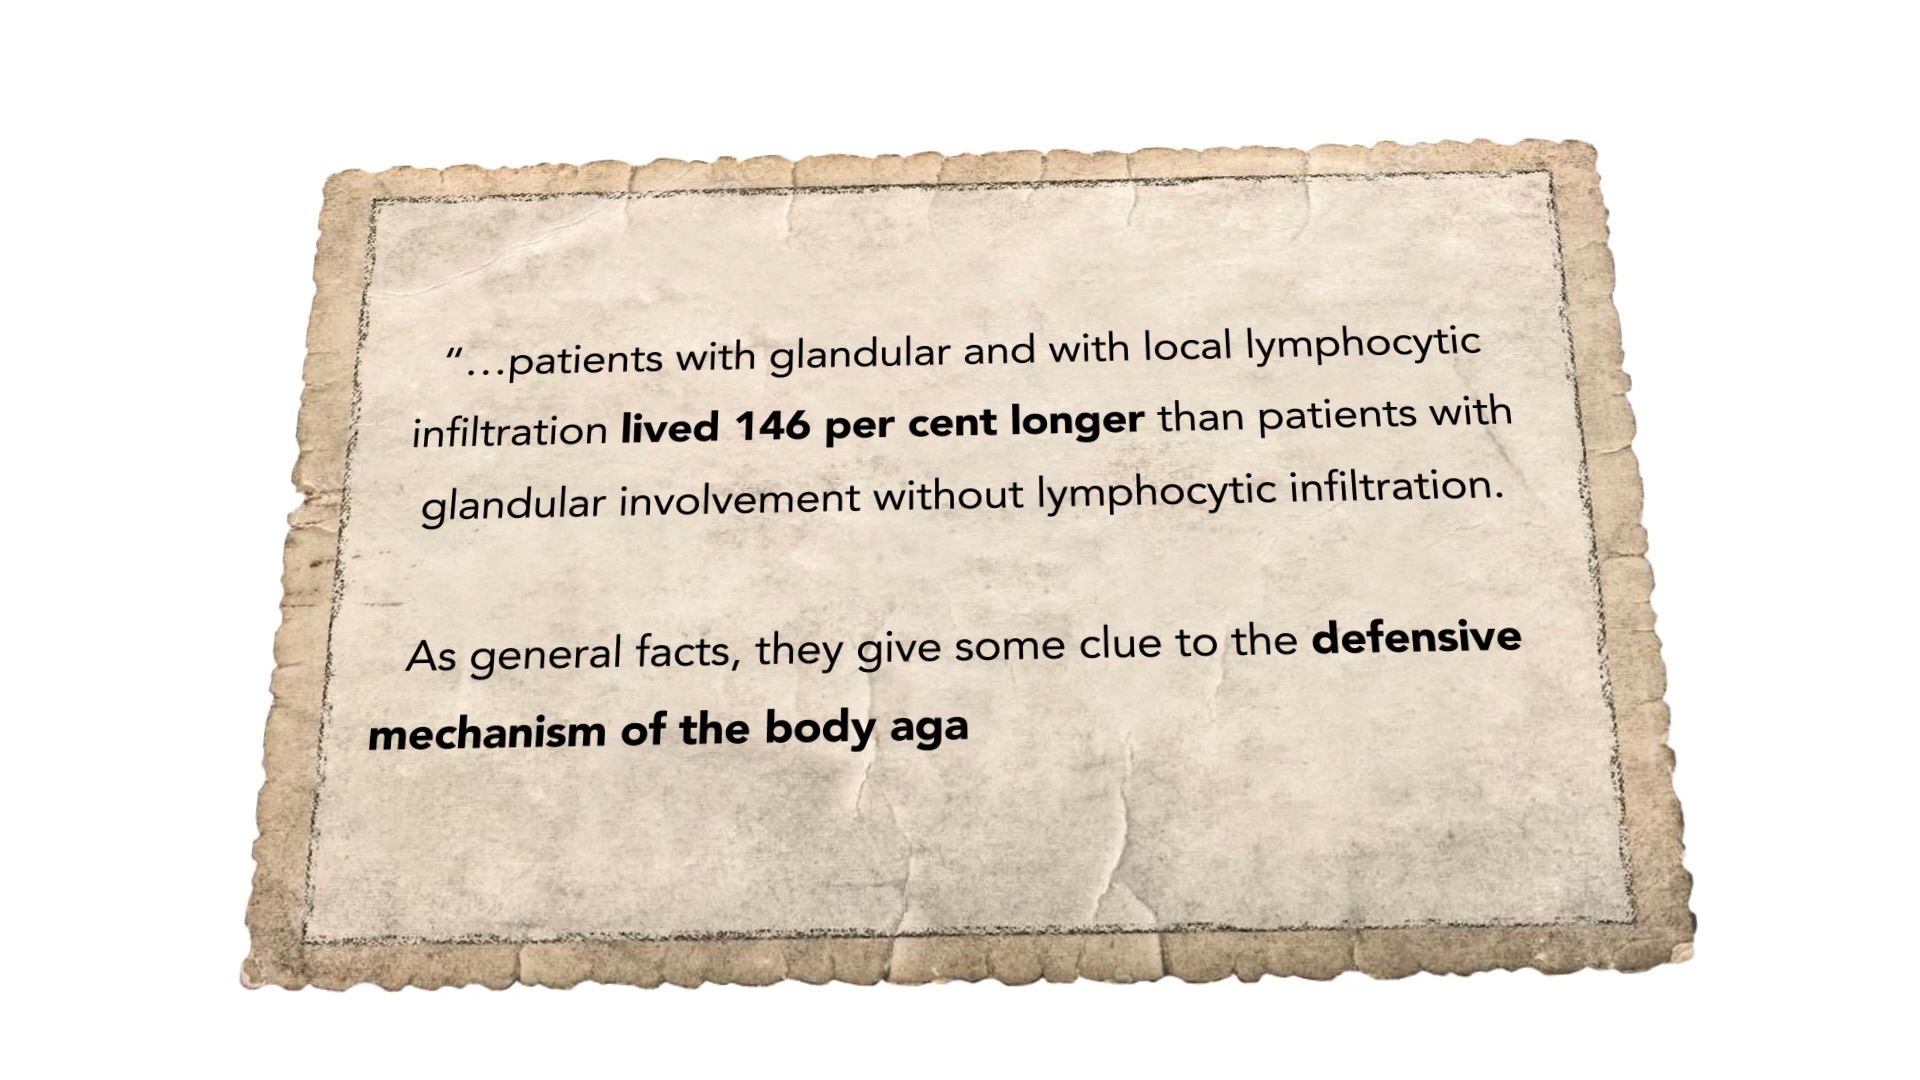 “…patients with glandular and with local lymphocytic
infiltration lived 146 per cent longer than patients with
glandular involvement without lymphocytic infiltration.
As general facts, they give some clue to the defensive
mechanism of the body aga